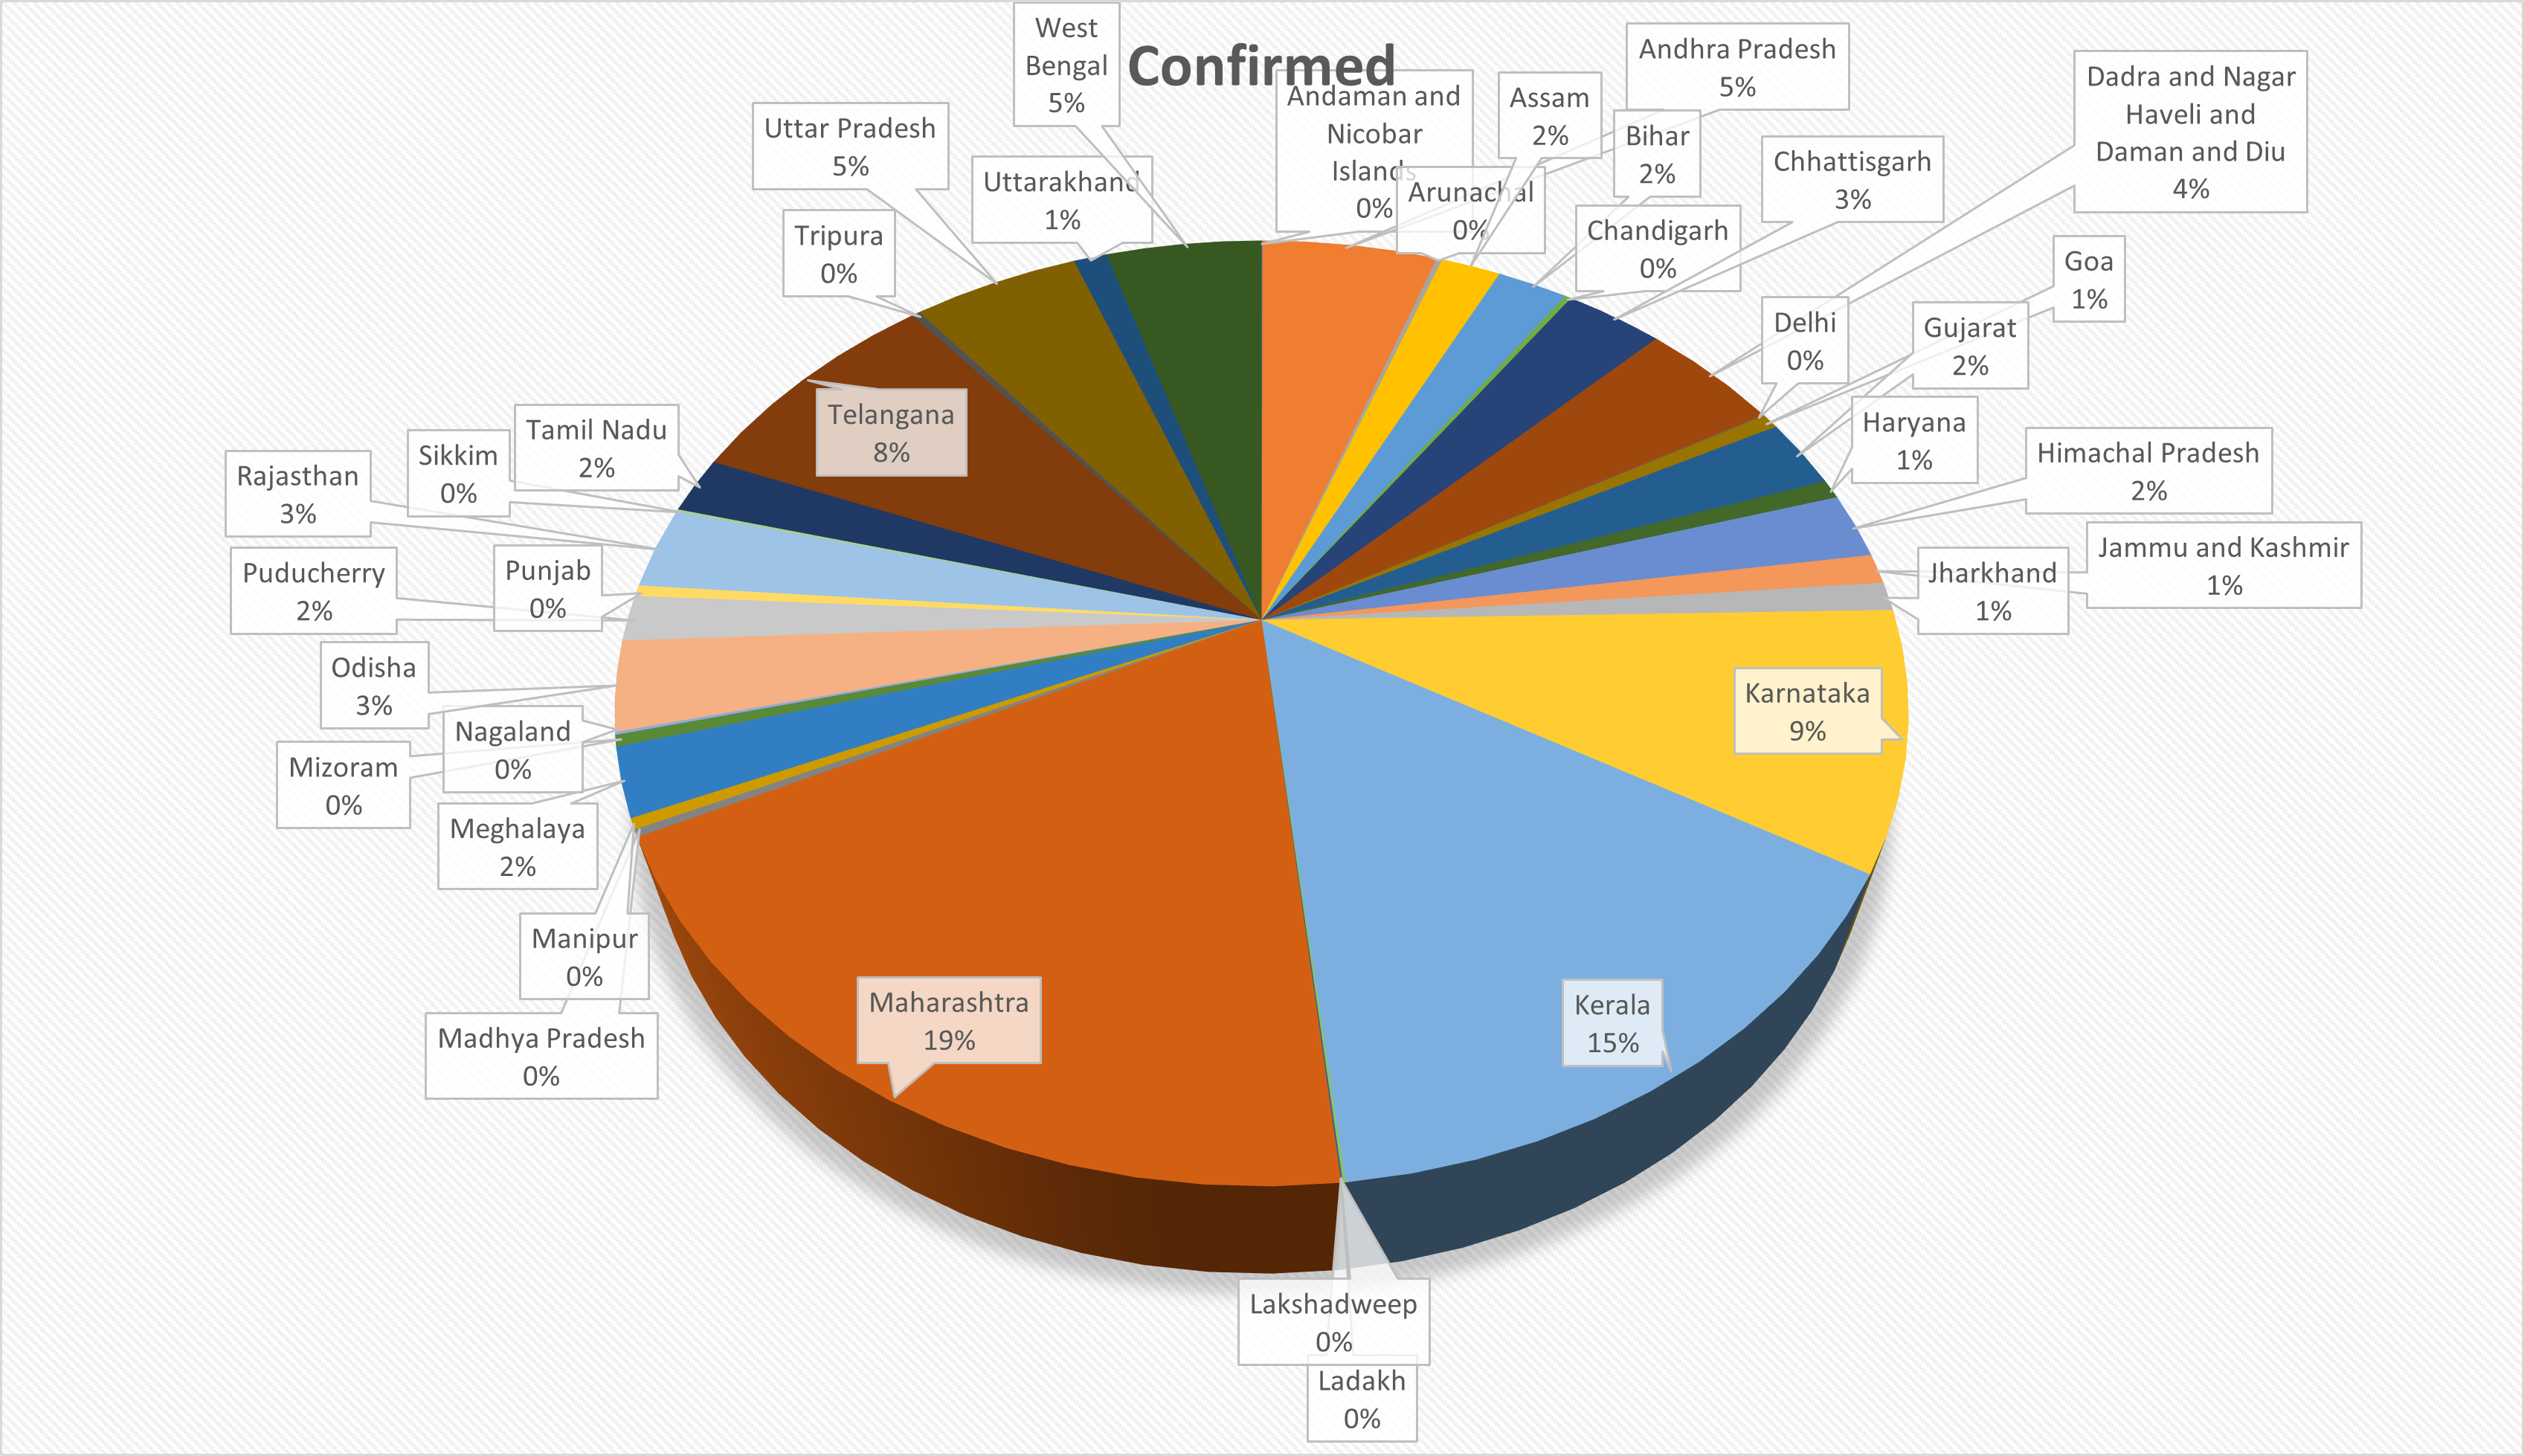 Confirmed
West
Bengal
5%
Andaman and
Nicobar
Islands
0%
Andhra Pradesh
5%
Arunachal
0%
Assam
2%
Bihar
2%
Chandigarh
0%
Chhattisgarh
3%
Dadra and Nagar
Haveli and
Daman and Diu
4%
Delhi
0%
Goa
1%
Gujarat
2%
Haryana
1%
Himachal Pradesh
2%
Jammu and Kashmir
1%
Jharkhand
1%
Karnataka
9%
Kerala
15%
Ladakh
0%
Lakshadweep
0%
Maharashtra
19%
Madhya Pradesh
0%
Manipur
0%
Meghalaya
2%
Mizoram
0%
Nagaland
0%
Odisha
3%
Puducherry
2%
Punjab
0%
Rajasthan
3%
Sikkim
0%
Tamil Nadu
2%
Telangana
8%
Tripura
0%
Uttar Pradesh
5%
Uttarakhand
1%